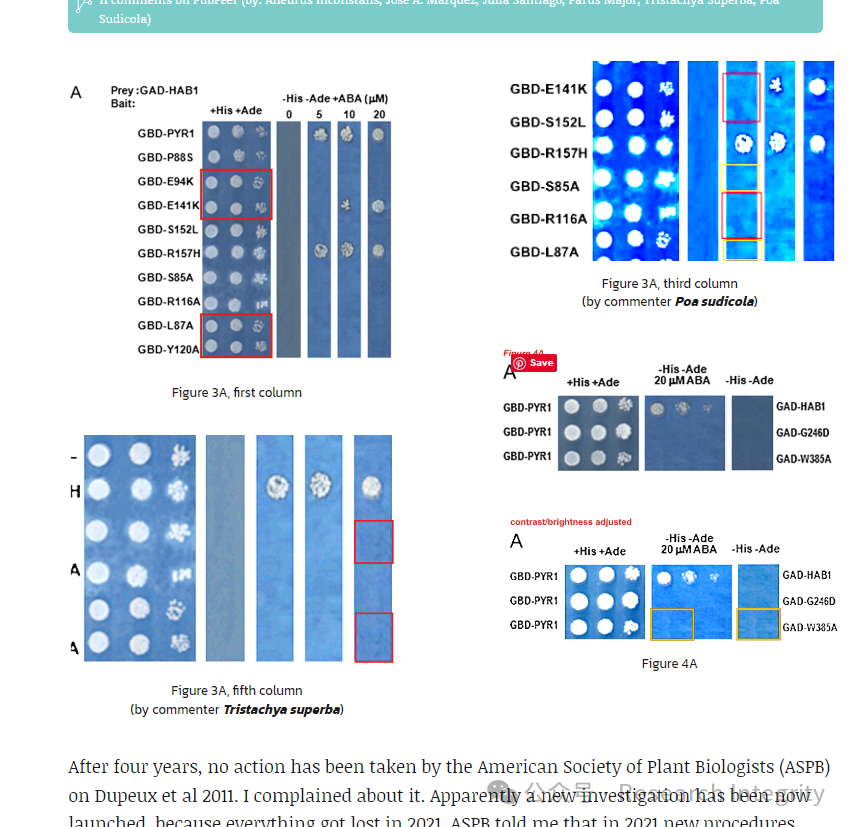 11 comments on PubPeer (by: Aneurus Inconstans, Jose A. Marquez, Julia Santiago, Parus Major, Tristachya Superba, Poa
Sudicola)
A
Prey :GAD-HAB1
Bait:
+His +Ade
-His -Ade +ABA (μM)
0 5 10 20
GBD-PYR1
GBD-P88S
GBD-E94K
GBD-E141K
GBD-S152L
GBD-R157H
GBD-S85A
GBD-R116A
GBD-L87A
GBD-Y120A
Figure 3A, first column
H
A
A
Figure 3A, fifth column
(by commenter Tristachya superba)
GBD-E141K
GBD-S152L
GBD-R157H
GBD-S85A
GBD-R116A
GBD-L87A
Figure 3A, third column
(by commenter Poa sudicola)
Figure 4A
Save
A
+His +Ade
-His -Ade
20 μM ABA
-His -Ade
GBD-PYR1 GAD-HAB1
GBD-PYR1 GAD-G246D
GBD-PYR1 GAD-W385A
contrast/brightness adjusted
A
+His +Ade
-His -Ade
20 μM ABA
-His -Ade
GBD-PYR1 GAD-HAB1
GBD-PYR1 GAD-G246D
GBD-PYR1 GAD-W385A
Figure 4A
After four years, no action has been taken by the American Society of Plant Biologists (ASPB)
on Dupeux et al 2011. I complained about it. Apparently a new investigation has been now
公众号 · Research Integrity
launched, because everything got lost in 2021. ASPB told me that in 2021 new procedures